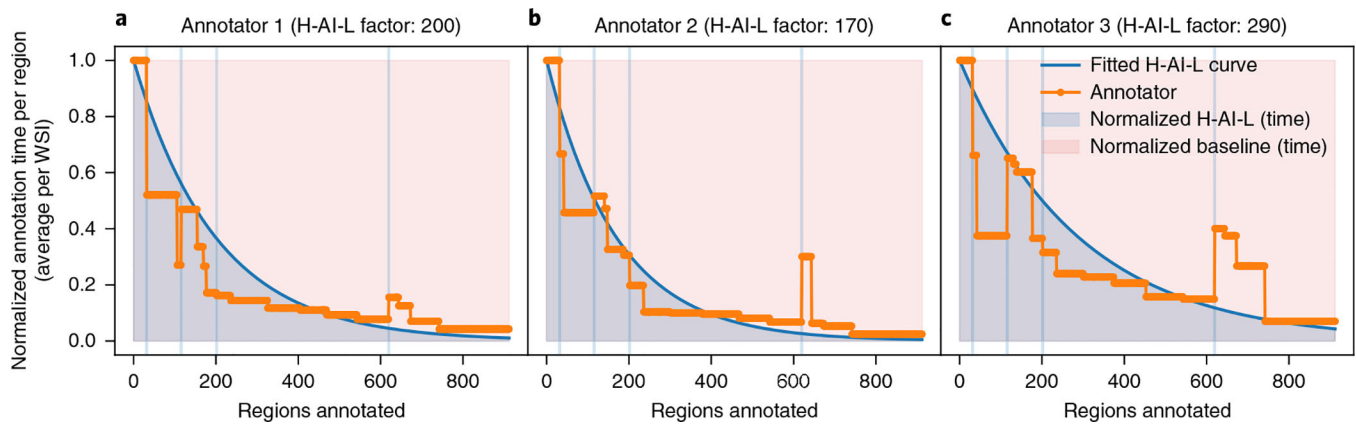 a Annotator 1 (H-AI-L factor: 200)
b Annotator 2 (H-AI-L factor: 170)
c Annotator 3 (H-AI-L factor: 290)
Normalized annotation time per region
(average per WSI)
1.0
0.8
0.6
0.4
0.2
0.0
Fitted H-AI-L curve
Annotator
Normalized H-AI-L (time)
Normalized baseline (time)
0 200 400 600 800
0 200 400 600 800
0 200 400 600 800
Regions annotated
Regions annotated
Regions annotated